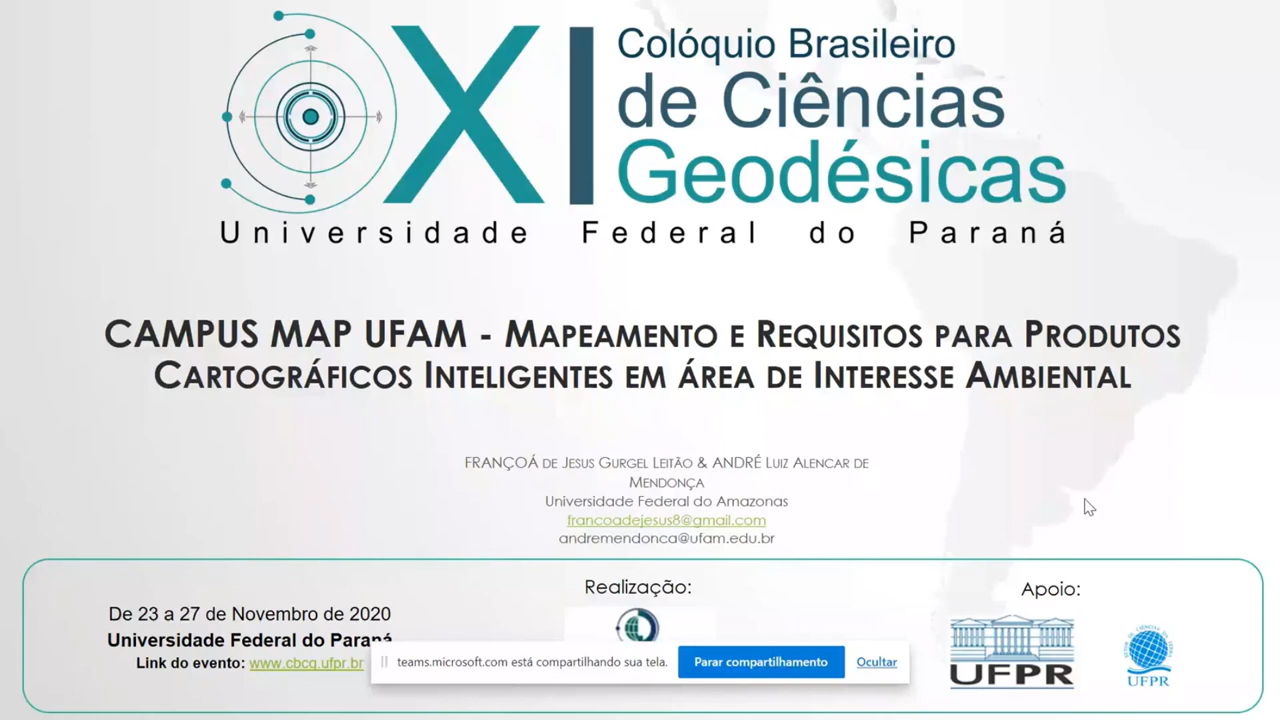 XI
Colóquio Brasileiro
de Ciências
Geodésicas
Universidade Federal do Paraná
CAMPUS MAP UFAM - MAPEAMENTO E REQUISITOS PARA PRODUTOS
CARTOGRÁFICOS INTELIGENTES EM ÁREA DE INTERESSE AMBIENTAL
FRANÇOÁ DE JESUS GURGEL LEITÃO & ANDRÉ LUIZ ALENCAR DE
MENDONÇA
Universidade Federal do Amazonas
francoadejesus8@gmail.com
andremendonca@ufam.edu.br
De 23 a 27 de Novembro de 2020
Universidade Federal do Paraná
Link do evento: www.cbcg.ufpr.br
Realização:
Apoio:
UFPR
UFPR
teams.microsoft.com está compartilhando sua tela.
Parar compartilhamento
Ocultar